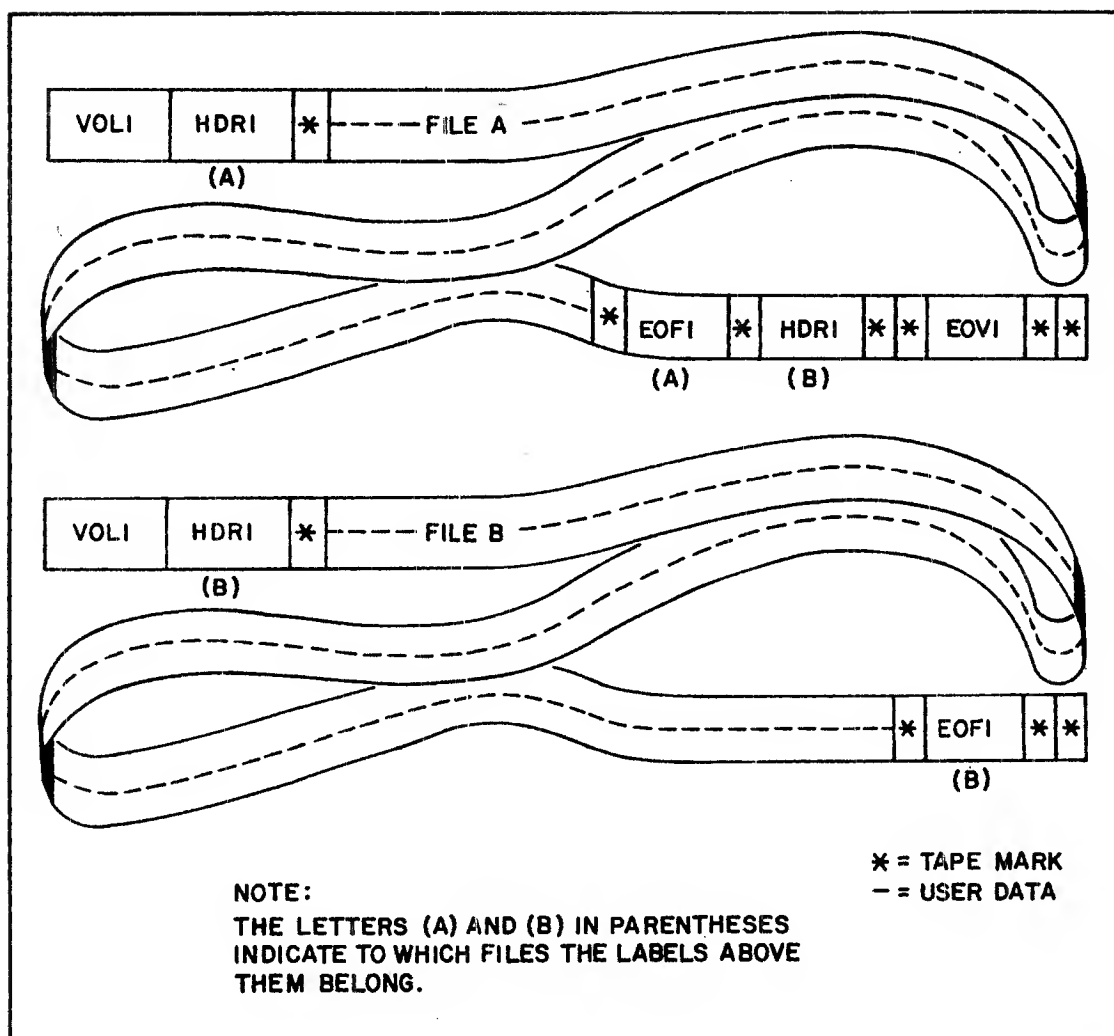 VOL1 HDR1 * FILE A
(A)
* EOF1 * HDR1 * * EOV1 * *
(A) (B)
VOL1 HDR1 * FILE B
(B)
* EOF1 * *
(B)
* = TAPE MARK
— = USER DATA
NOTE:
THE LETTERS (A) AND (B) IN PARENTHESES
INDICATE TO WHICH FILES THE LABELS ABOVE
THEM BELONG.